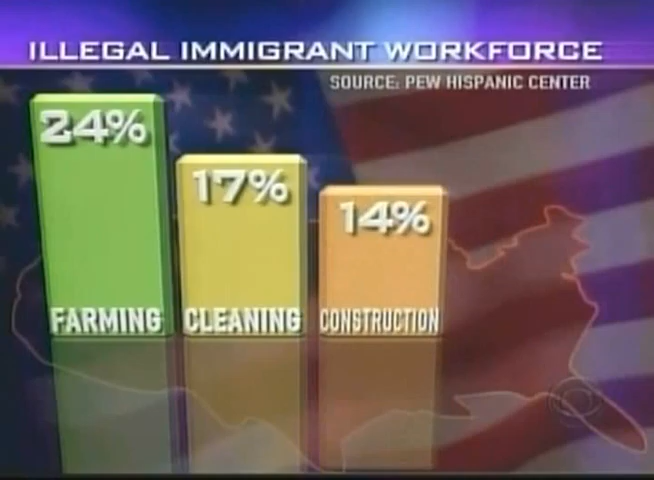 ILLEGAL IMMIGRANT WORKFORCE
SOURCE: PEW HISPANIC CENTER
24%
17%
14%
FARMING
CLEANING
CONSTRUCTION